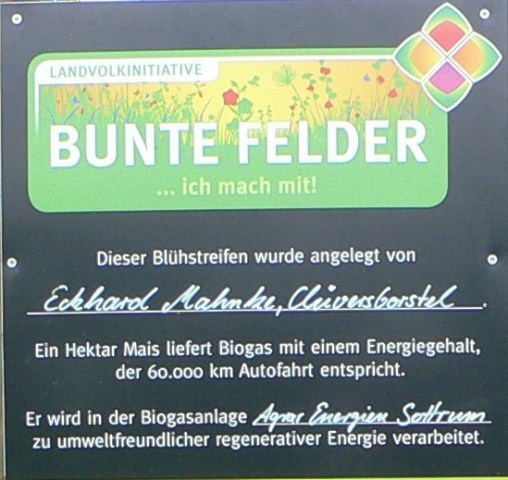 LANDVOLKINITIATIVE
BUNTE FELDER
... ich mach mit!
Dieser Blühstreifen wurde angelegt von
Eckhard Mahnke, Clüversborstel.
Ein Hektar Mais liefert Biogas mit einem Energiegehalt,
der 60.000 km Autofahrt entspricht.
Er wird in der Biogasanlage Agrar Energien Sottrum
zu umweltfreundlicher regenerativer Energie verarbeitet.